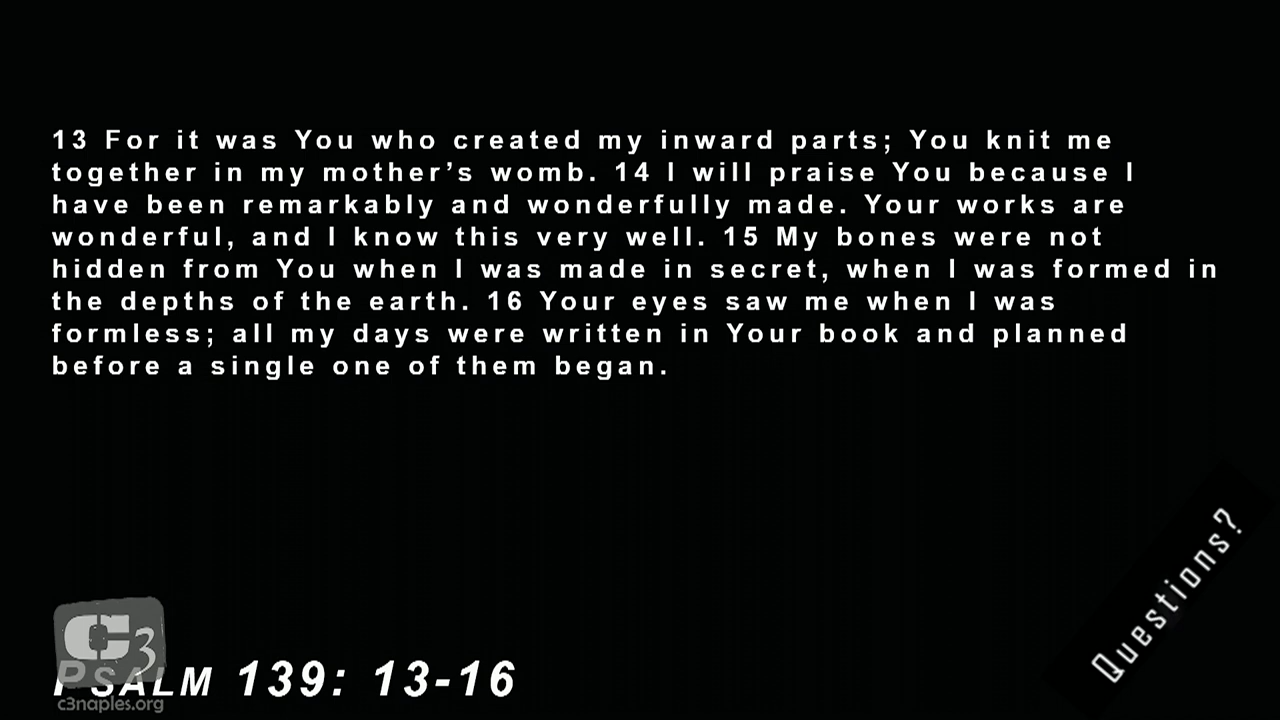 13 For it was You who created my inward parts; You knit me
together in my mother’s womb. 14 I will praise You because I
have been remarkably and wonderfully made. Your works are
wonderful, and I know this very well. 15 My bones were not
hidden from You when I was made in secret, when I was formed in
the depths of the earth. 16 Your eyes saw me when I was
formless; all my days were written in Your book and planned
before a single one of them began.
Questions?
C3
PSALM 139: 13-16
c3naples.org